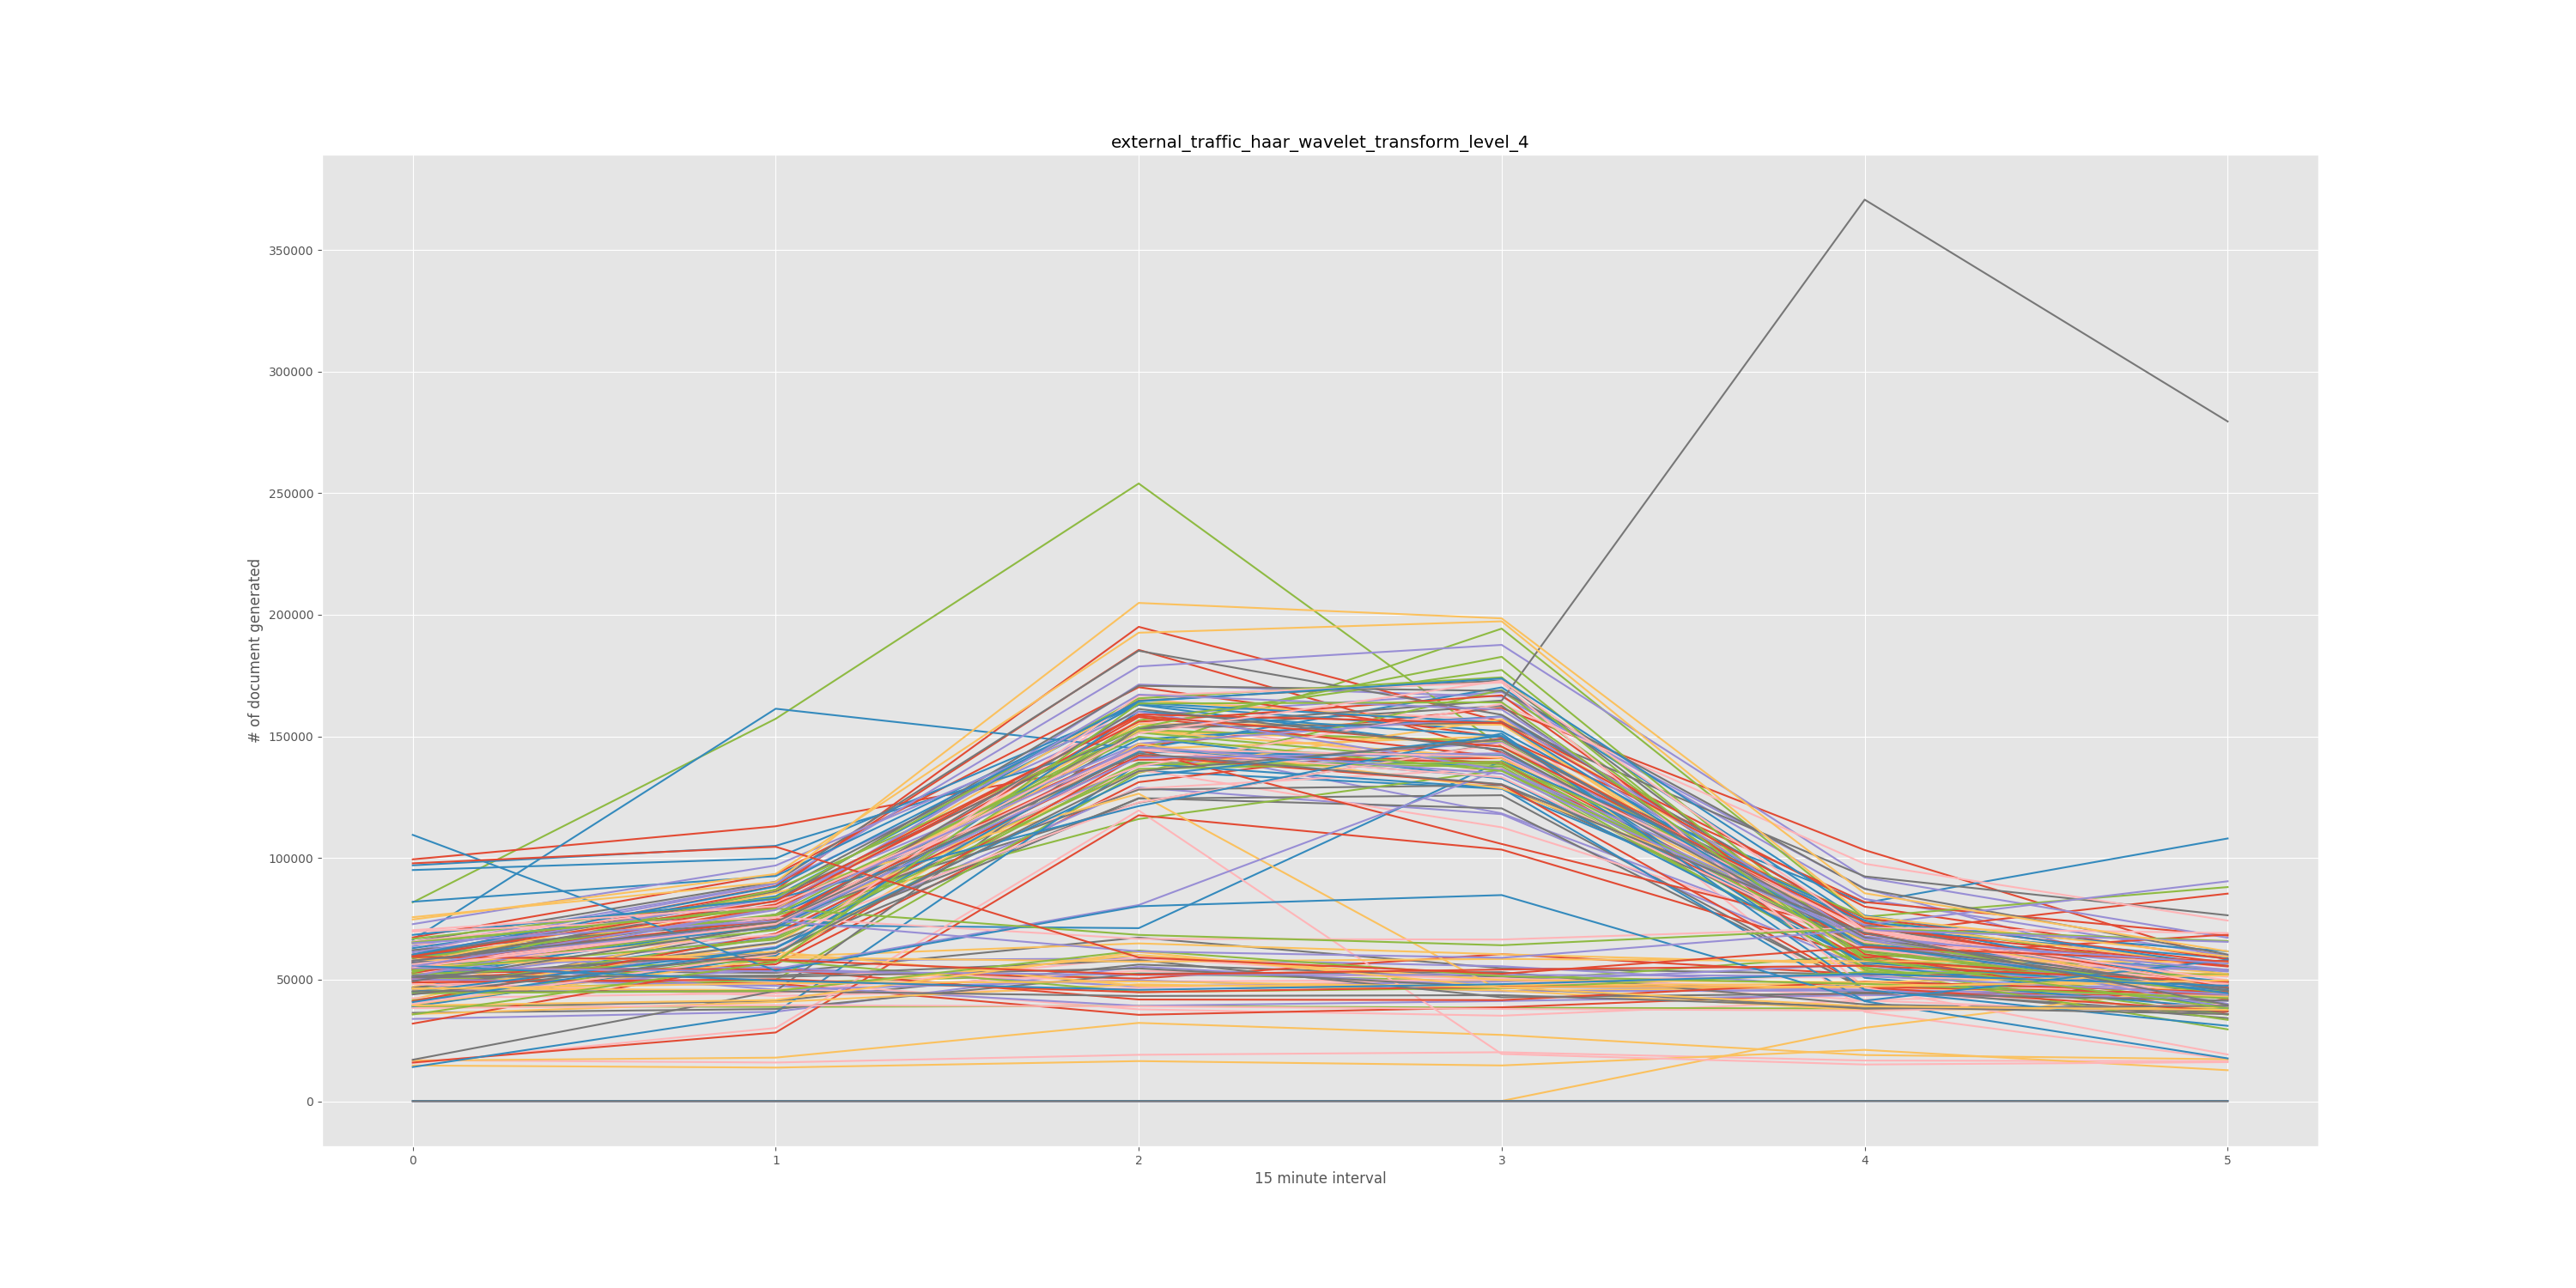 external_traffic_haar_wavelet_transform_level_4
350000
300000
250000
200000
150000
100000
50000
0
# of document generated
0 1 2 3 4 5
15 minute interval